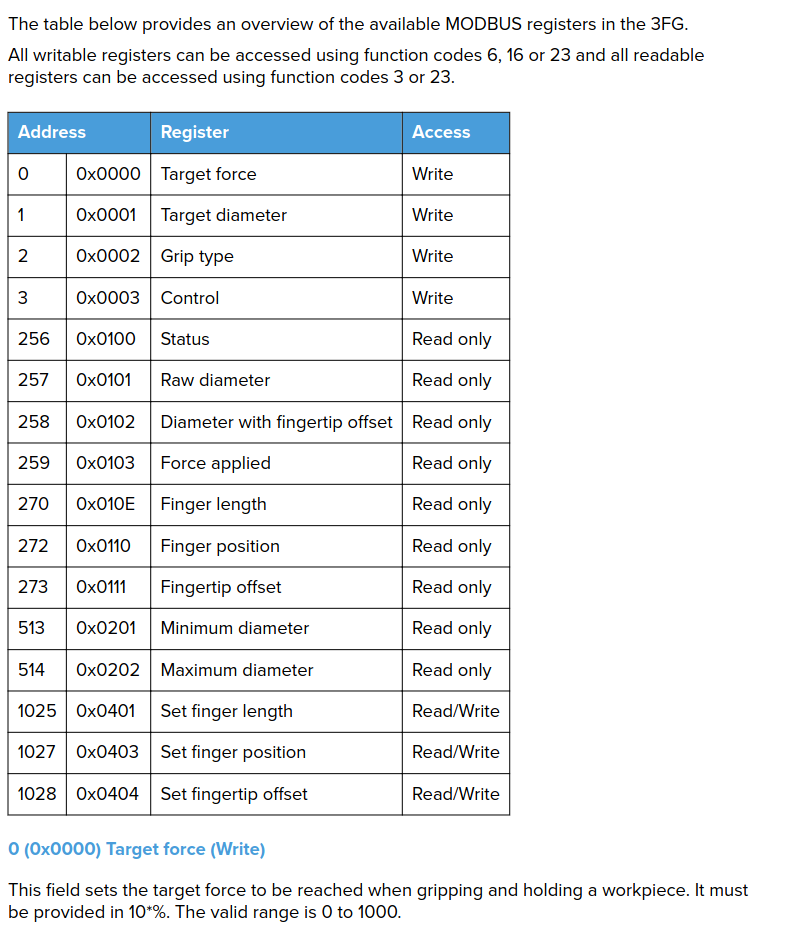 The table below provides an overview of the available MODBUS registers in the 3FG.
All writable registers can be accessed using function codes 6, 16 or 23 and all readable
registers can be accessed using function codes 3 or 23.
Address Register Access
0 0x0000 Target force Write
1 0x0001 Target diameter Write
2 0x0002 Grip type Write
3 0x0003 Control Write
256 0x0100 Status Read only
257 0x0101 Raw diameter Read only
258 0x0102 Diameter with fingertip offset Read only
259 0x0103 Force applied Read only
270 0x010E Finger length Read only
272 0x0110 Finger position Read only
273 0x0111 Fingertip offset Read only
513 0x0201 Minimum diameter Read only
514 0x0202 Maximum diameter Read only
1025 0x0401 Set finger length Read/Write
1027 0x0403 Set finger position Read/Write
1028 0x0404 Set fingertip offset Read/Write
0 (0x0000) Target force (Write)
This field sets the target force to be reached when gripping and holding a workpiece. It must
be provided in 10*%. The valid range is 0 to 1000.